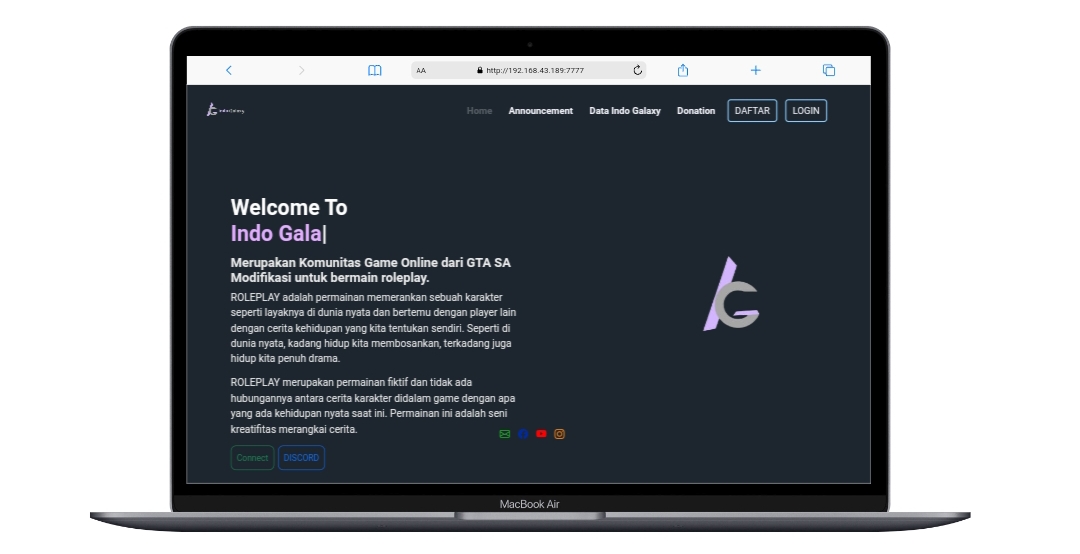 AA http://192.168.43.189:7777
Home Announcement Data Indo Galaxy Donation DAFTAR LOGIN
Welcome To
Indo Gala|
Merupakan Komunitas Game Online dari GTA SA
Modifikasi untuk bermain roleplay.
ROLEPLAY adalah permainan memerankan sebuah karakter
seperti layaknya di dunia nyata dan bertemu dengan player lain
dengan cerita kehidupan yang kita tentukan sendiri. Seperti di
dunia nyata, kadang hidup kita membosankan, terkadang juga
hidup kita penuh drama.
ROLEPLAY merupakan permainan fiktif dan tidak ada
hubungannya antara cerita karakter didalam game dengan apa
yang ada kehidupan nyata saat ini. Permainan ini adalah seni
kreatifitas merangkai cerita.
Connect DISCORD
MacBook Air